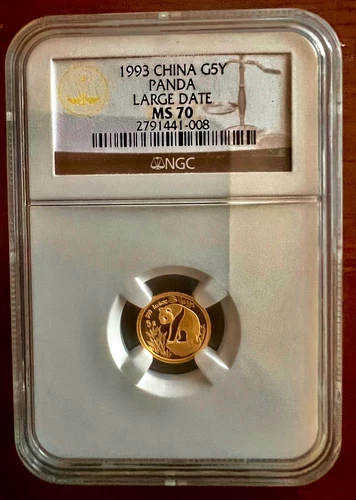 1993 CHINA G5Y
PANDA
LARGE DATE
MS 70
2791441-008
NGC